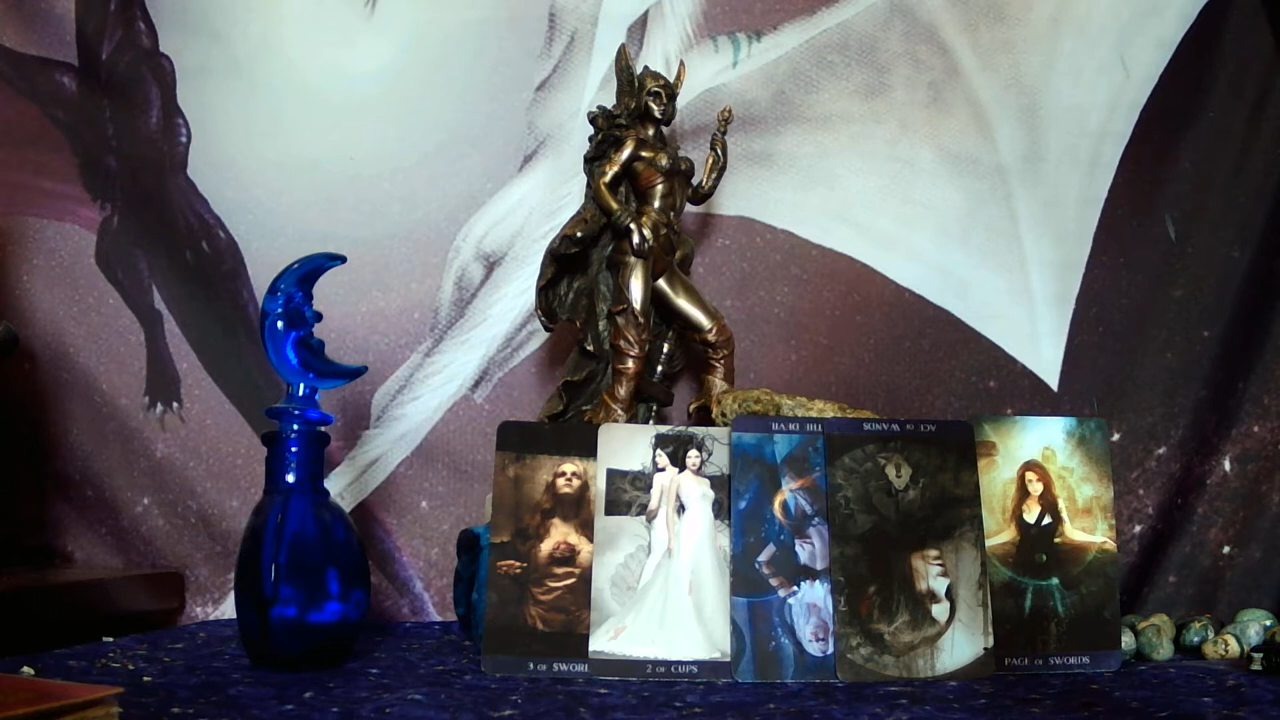 3 OF SWORI
2 OF CUPS
THE DEVIL
ACE OF WANDS
PAGE OF SWORDS